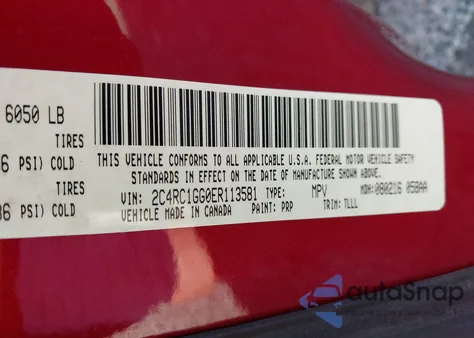 6050 LB
TIRES
6 PSI) COLD
TIRES
36 PSI) COLD
THIS VEHICLE CONFORMS TO ALL APPLICABLE U.S.A. FEDERAL MOTOR VEHICLE SAFETY
STANDARDS IN EFFECT ON THE DATE OF MANUFACTURE SHOWN ABOVE.
VIN: 2C4RC1GG0ER113581 TYPE: MPV MDH: 080216 058AA
VEHICLE MADE IN CANADA PAINT: PRP TRIM: TLLL
autoSnap